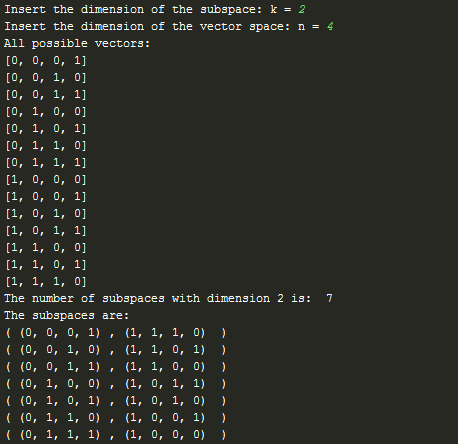 Insert the dimension of the subspace: k = 2
Insert the dimension of the vector space: n = 4
All possible vectors:
[0, 0, 0, 1]
[0, 0, 1, 0]
[0, 0, 1, 1]
[0, 1, 0, 0]
[0, 1, 0, 1]
[0, 1, 1, 0]
[0, 1, 1, 1]
[1, 0, 0, 0]
[1, 0, 0, 1]
[1, 0, 1, 0]
[1, 0, 1, 1]
[1, 1, 0, 0]
[1, 1, 0, 1]
[1, 1, 1, 0]
The number of subspaces with dimension 2 is:  7
The subspaces are:
( (0, 0, 0, 1) , (1, 1, 1, 0)  )
( (0, 0, 1, 0) , (1, 1, 0, 1)  )
( (0, 0, 1, 1) , (1, 1, 0, 0)  )
( (0, 1, 0, 0) , (1, 0, 1, 1)  )
( (0, 1, 0, 1) , (1, 0, 1, 0)  )
( (0, 1, 1, 0) , (1, 0, 0, 1)  )
( (0, 1, 1, 1) , (1, 0, 0, 0)  )